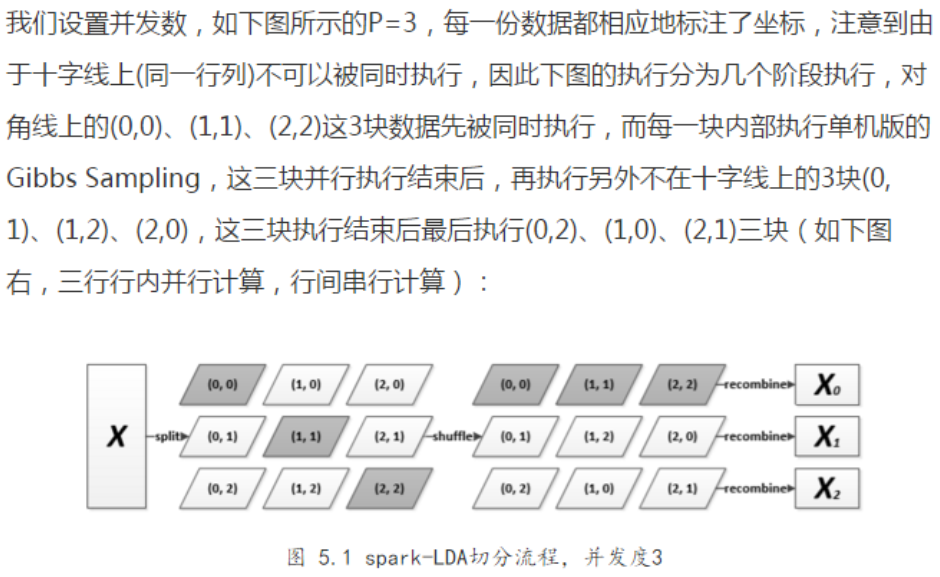 我们设置并发数，如下图所示的P=3，每一份数据都相应地标注了坐标，注意到由
于十字线上(同一行列)不可以被同时执行，因此下图的执行分为几个阶段执行，对
角线上的(0,0)、(1,1)、(2,2)这3块数据先被同时执行，而每一块内部执行单机版的
Gibbs Sampling，这三块并行执行结束后，再执行另外不在十字线上的3块(0,
1)、(1,2)、(2,0)，这三块执行结束后最后执行(0,2)、(1,0)、(2,1)三块（如下图
右，三行行内并行计算，行间串行计算）：
(0, 0) (1, 0) (2, 0) (0, 0) (1, 1) (2, 2) recombine X₀
X split (0, 1) (1, 1) (2, 1) shuffle (0, 1) (1, 2) (2, 0) recombine X₁
(0, 2) (1, 2) (2, 2) (0, 2) (1, 0) (2, 1) recombine X₂
图 5.1 spark-LDA切分流程，并发度3